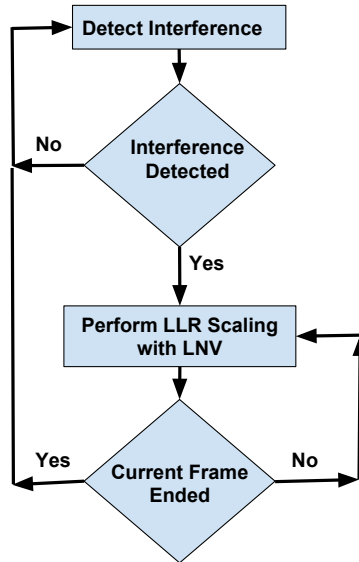 Detect Interference
Interference
Detected
No
Yes
Perform LLR Scaling
with LNV
Current Frame
Ended
Yes
No